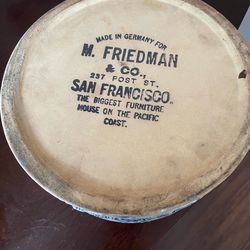 MADE IN GERMANY FOR
M. FRIEDMAN
& CO.,
237 POST ST.
SAN FRANCISCO.
THE BIGGEST FURNITURE
HOUSE ON THE PACIFIC
COAST.